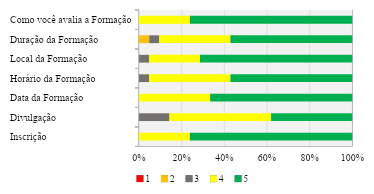 Como você avalia a Formação
Duração da Formação
Local da Formação
Horário da Formação
Data da Formação
Divulgação
Inscrição
0% 20% 40% 60% 80% 100%
1 2 3 4 5